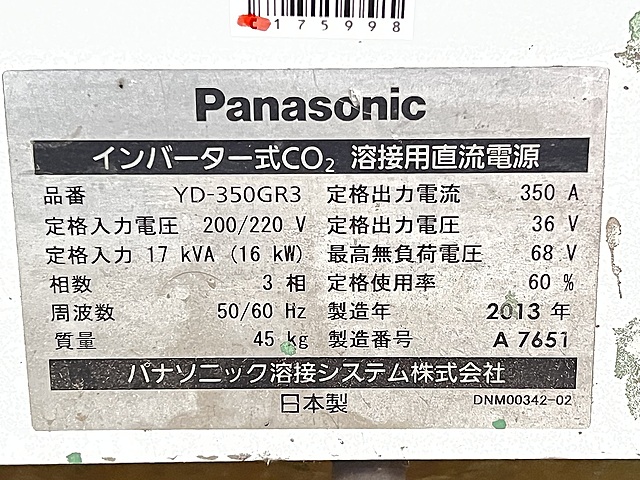 175998
Panasonic
インバーター式CO₂ 溶接用直流電源
品番 YD-350GR3 定格出力電流 350 A
定格入力電圧 200/220 V 定格出力電圧 36 V
定格入力 17 kVA (16 kW) 最高無負荷電圧 68 V
相数 3 相 定格使用率 60 %
周波数 50/60 Hz 製造年 2013 年
質量 45 kg 製造番号 A 7651
パナソニック溶接システム株式会社
日本製 DNM00342-02